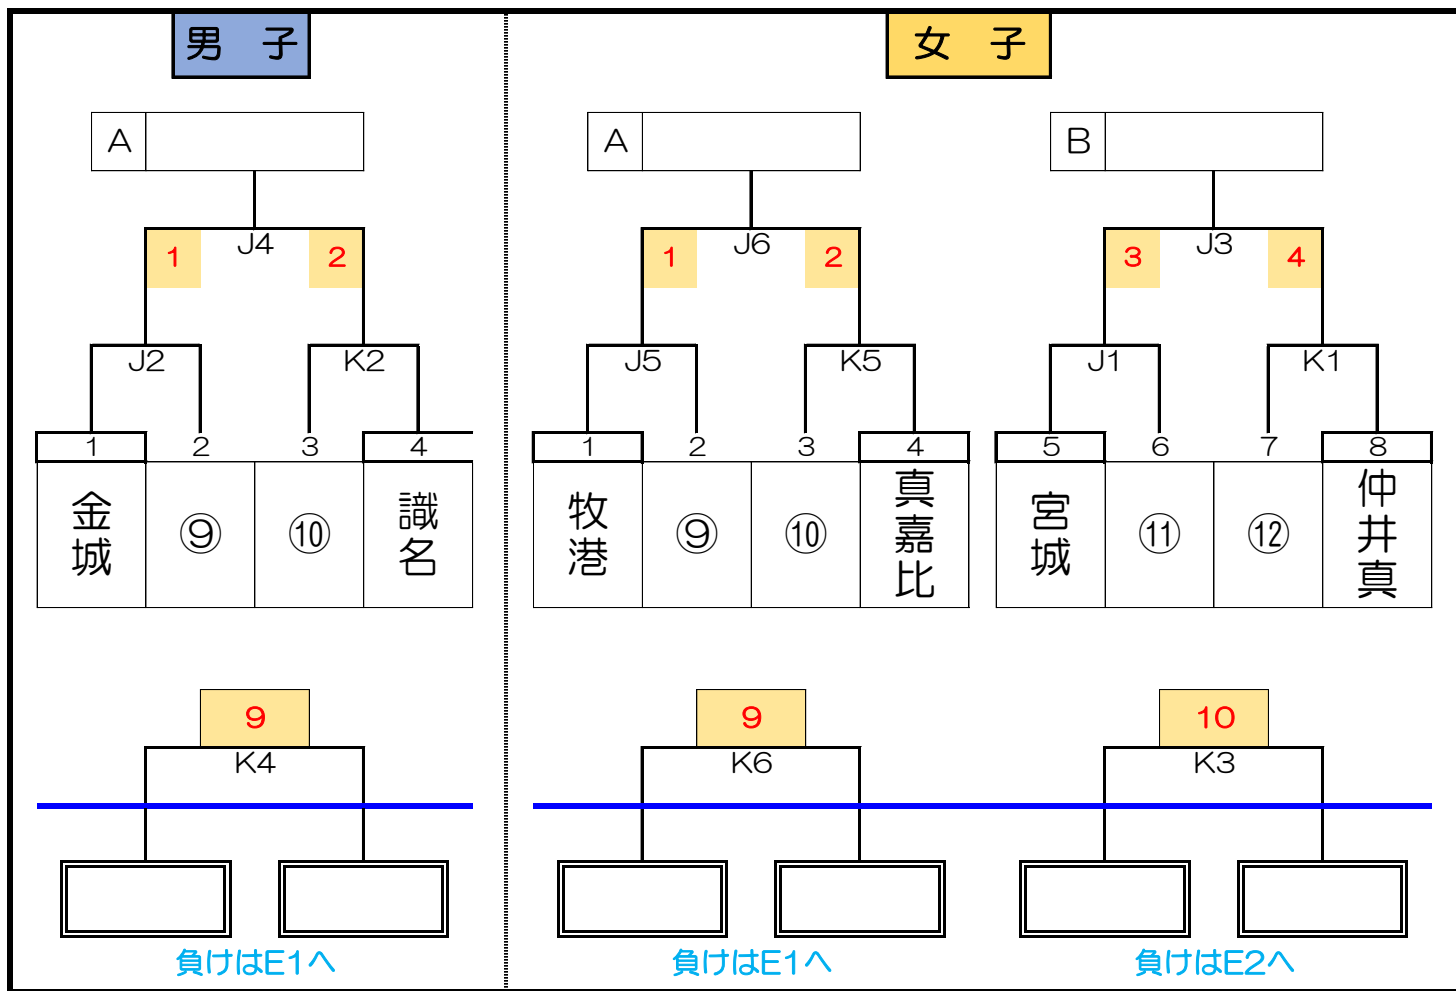 男 子
女 子
A
A
B
1 J4 2
1 J6 2
3 J3 4
J2 K2
J5 K5
J1 K1
1 2 3 4
1 2 3 4
5 6 7 8
金城 ⑨ ⑩ 識名
牧港 ⑨ ⑩ 真嘉比
宮城 ⑪ ⑫ 仲井真
9
9
10
K4
K6
K3
負けはE1へ
負けはE1へ
負けはE2へ